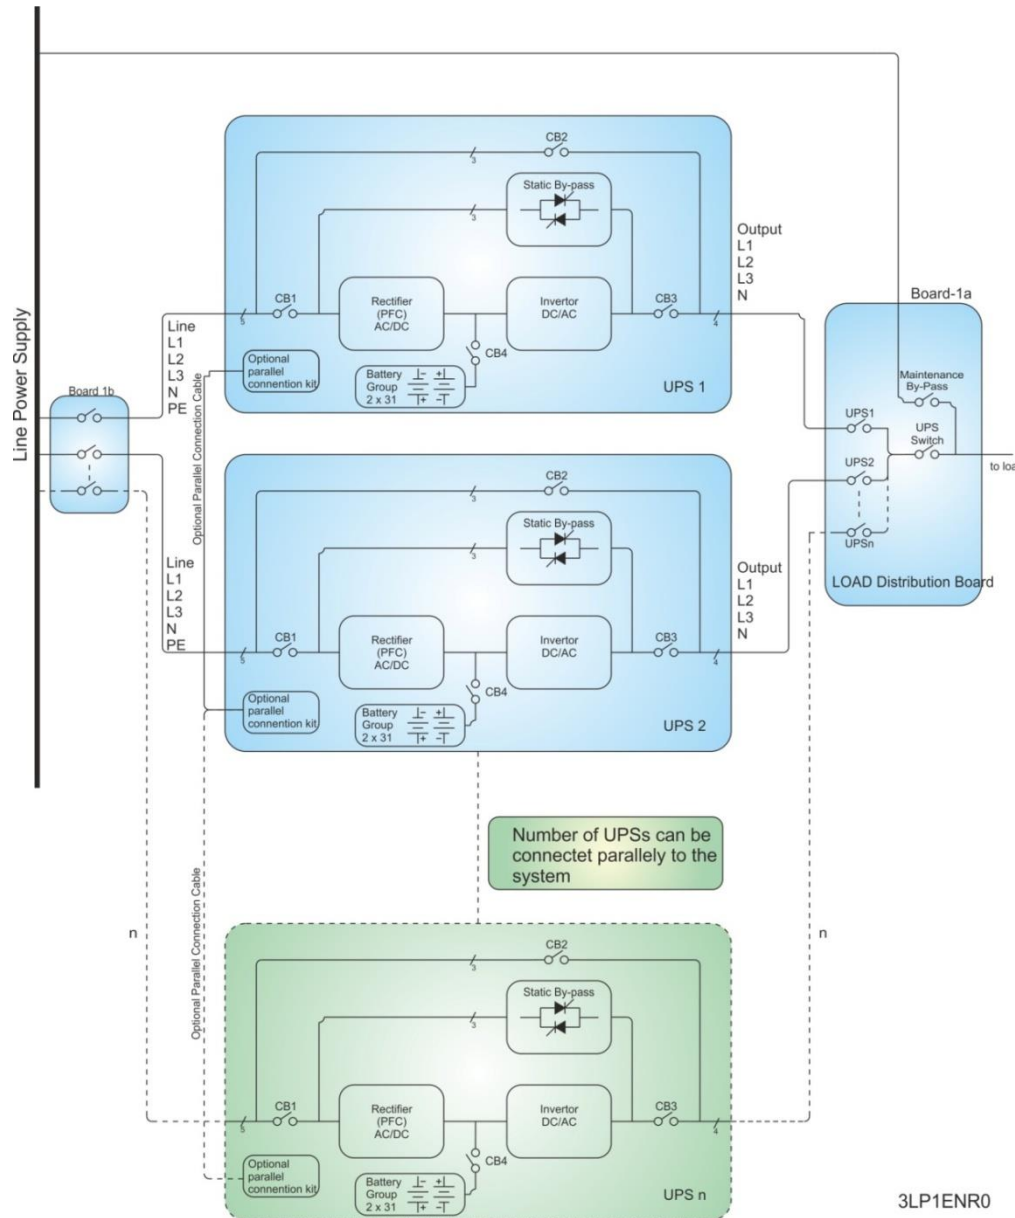 Line Power Supply
CB2
3
Static By-pass
3
Output
L1
L2
L3
N
CB1
Rectifier
(PFC)
AC/DC
Invertor
DC/AC
CB3
5
4
Line
L1
L2
L3
N
PE
CB4
Optional
parallel
connection kit
Battery
Group
2 x 31
UPS 1
Board 1b
Optional Parallel Connection Cable
Board-1a
Maintenance
By-Pass
UPS1
UPS
Switch
UPS2
to loa
UPSn
LOAD Distribution Board
CB2
3
Static By-pass
3
Line
L1
L2
L3
N
PE
Output
L1
L2
L3
N
CB1
Rectifier
(PFC)
AC/DC
Invertor
DC/AC
CB3
5
4
CB4
Optional
parallel
connection kit
Battery
Group
2 x 31
UPS 2
Number of UPSs can be
connectet parallely to the
system
n
Optional Parallel Connection Cable
n
CB2
3
Static By-pass
3
CB1
Rectifier
(PFC)
AC/DC
Invertor
DC/AC
CB3
5
4
CB4
Optional
parallel
connection kit
Battery
Group
2 x 31
UPS n
3LP1ENR0